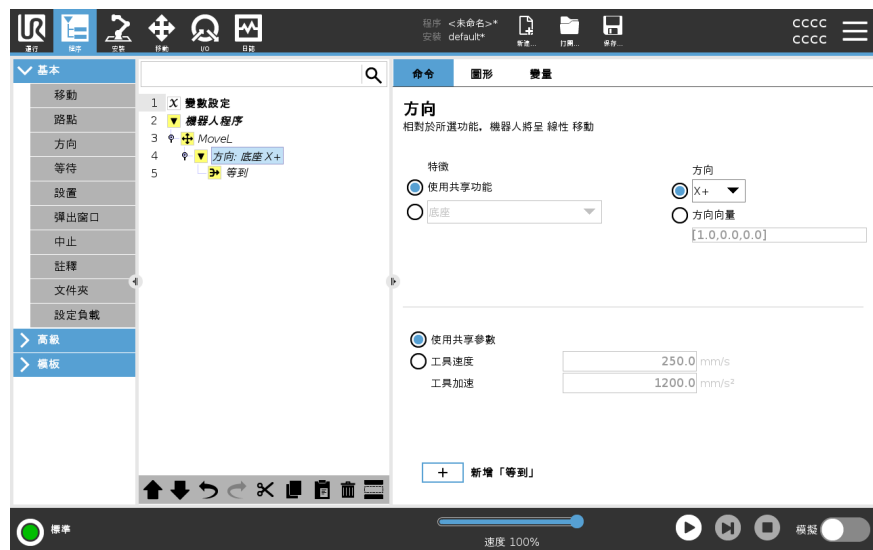 UR
運行
程序
安裝
移動
I/O
日誌
程序 <未命名>*
安裝 default*
新建...
打開...
保存...
CCCC
CCCC
基本
移動
路點
方向
等待
設置
彈出窗口
中止
註釋
文件夾
設定負載
高級
模板
1 X 變數設定
2 機器人程序
3 MoveL
4 方向: 底座 X+
5 等到
命令 圖形 變量
方向
相對於所選功能，機器人將呈 線性 移動
特徵
使用共享功能
底座
方向
X+
方向向量
[1.0,0.0,0.0]
使用共享參數
工具速度 250.0 mm/s
工具加速 1200.0 mm/s²
+ 新增「等到」
標準
速度 100%
模擬